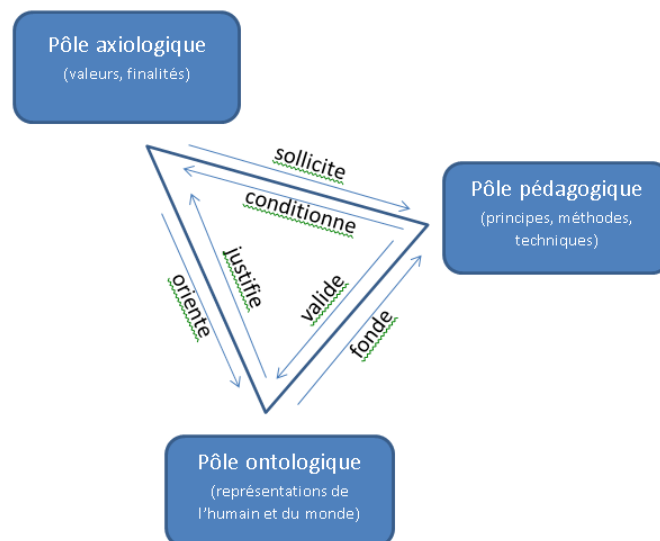 Pôle axiologique
(valeurs, finalités)
sollicite
conditionne
Pôle pédagogique
(principes, méthodes,
techniques)
oriente
justifie
valide
fonde
Pôle ontologique
(représentations de
l'humain et du monde)